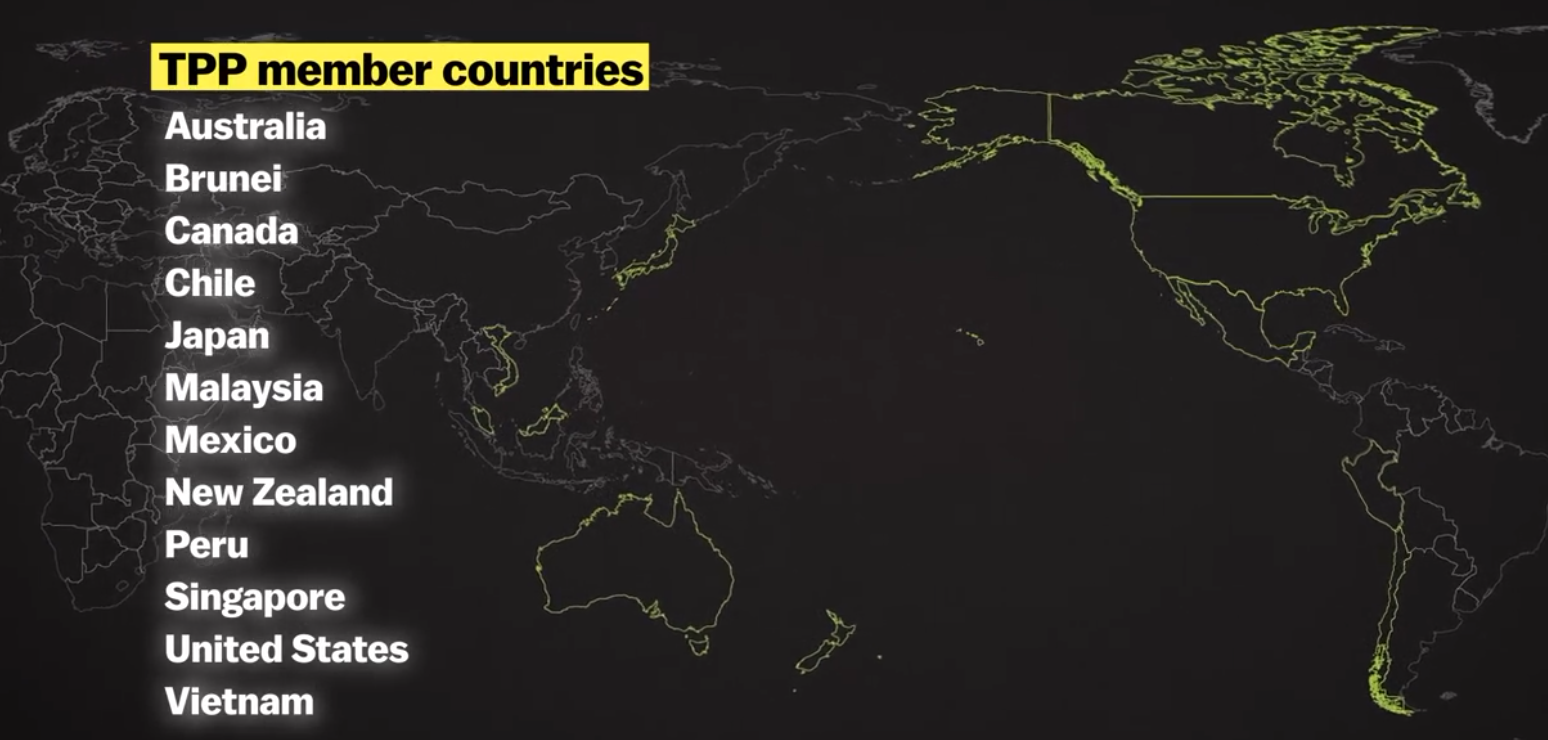 TPP member countries
Australia
Brunei
Canada
Chile
Japan
Malaysia
Mexico
New Zealand
Peru
Singapore
United States
Vietnam